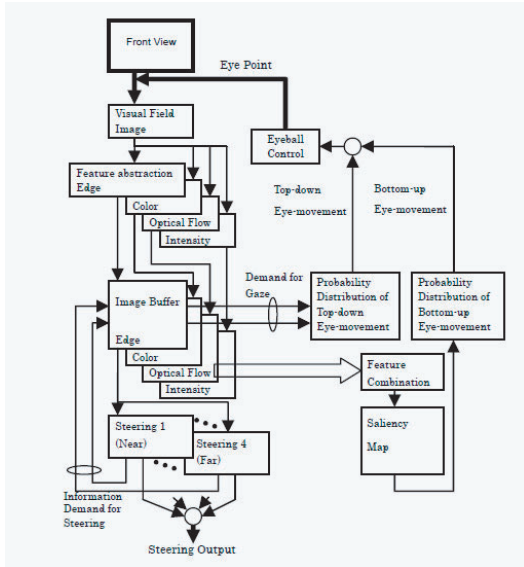 Front View
Eye Point
Visual Field
Image
Eyeball
Control
Feature abstraction
Edge
Color
Optical Flow
Intensity
Top-down
Eye-movement
Bottom-up
Eye-movement
Demand for
Gaze
Image Buffer
Edge
Color
Optical Flow
Intensity
Probability
Distribution of
Top-down
Eye-movement
Probability
Distribution of
Bottom-up
Eye-movement
Feature
Combination
Saliency
Map
Steering 1
(Near)
Steering 4
(Far)
Information
Demand for
Steering
Steering Output